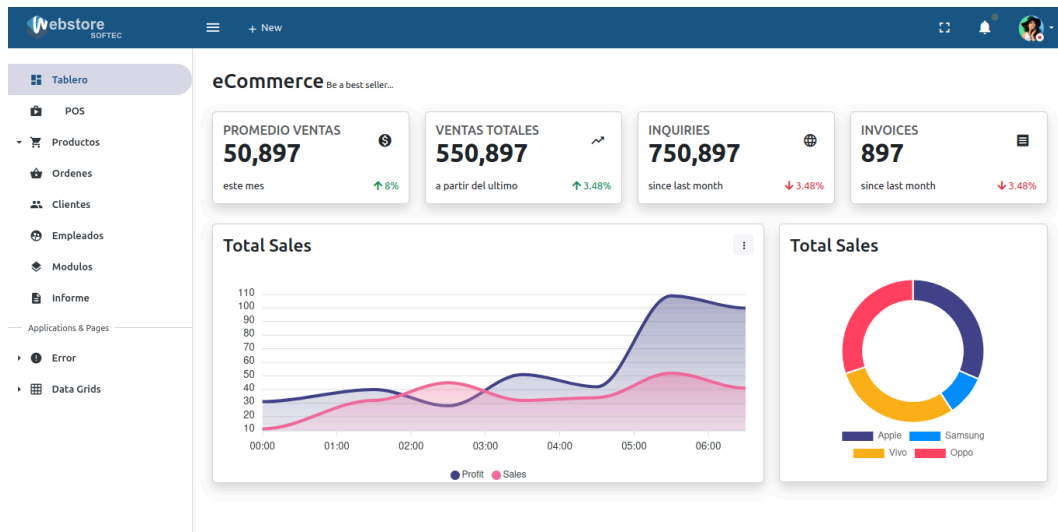 Webstore
SOFTEC
+ New
Tablero
POS
Productos
Ordenes
Clientes
Empleados
Modulos
Informe
Applications & Pages
Error
Data Grids
eCommerce Be a best seller...
PROMEDIO VENTAS
50,897
este mes
8%
VENTAS TOTALES
550,897
a partir del ultimo
3.48%
INQUIRIES
750,897
since last month
3.48%
INVOICES
897
since last month
3.48%
Total Sales
110
100
90
80
70
60
50
40
30
20
10
00:00 01:00 02:00 03:00 04:00 05:00 06:00
Profit Sales
Total Sales
Apple Samsung
Vivo Oppo